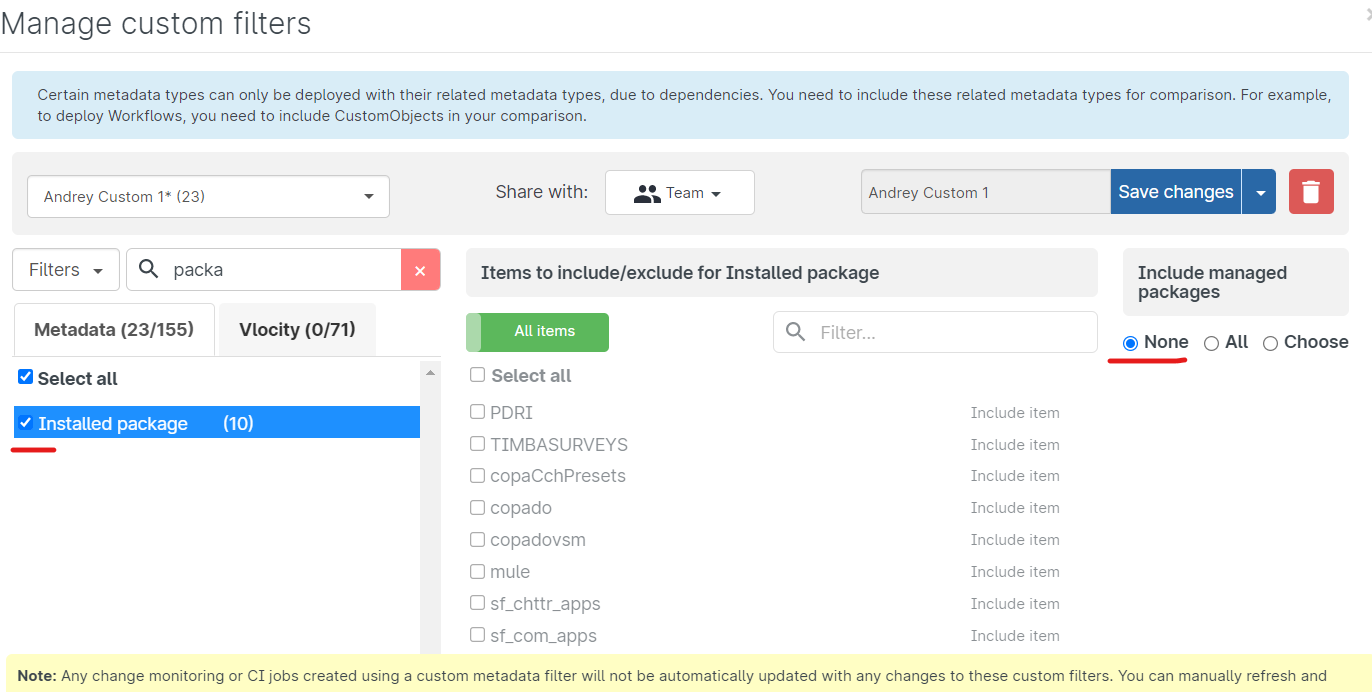 Manage custom filters
Certain metadata types can only be deployed with their related metadata types, due to dependencies. You need to include these related metadata types for comparison. For example,
to deploy Workflows, you need to include CustomObjects in your comparison.
Andrey Custom 1* (23)
Share with:
Team
Andrey Custom 1
Save changes
Filters
packa
Items to include/exclude for Installed package
Include managed
packages
Metadata (23/155)
Vlocity (0/71)
All items
Filter...
None
All
Choose
Select all
Select all
Installed package (10)
PDRI Include item
TIMBASURVEYS Include item
copaCchPresets Include item
copado Include item
copadovsm Include item
mule Include item
sf_chttr_apps Include item
sf_com_apps Include item
Note: Any change monitoring or CI jobs created using a custom metadata filter will not be automatically updated with any changes to these custom filters. You can manually refresh and